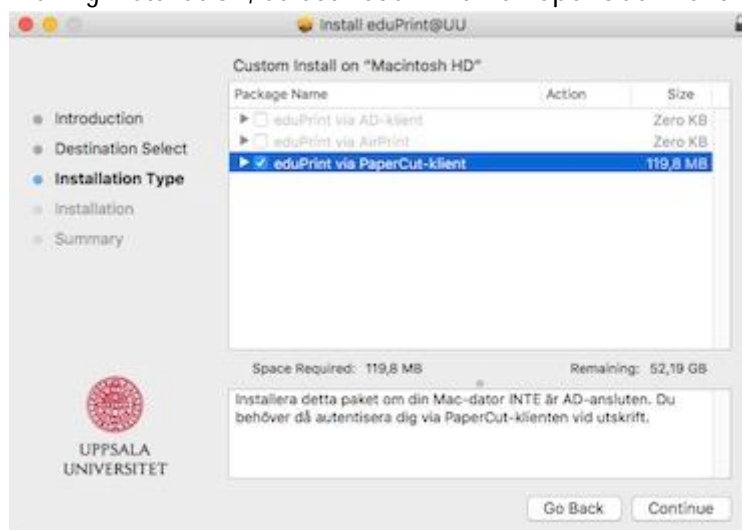 Install eduPrint@UU
Custom Install on "Macintosh HD"
Package Name Action Size
eduPrint via AD-klient Zero KB
eduPrint via AirPrint Zero KB
eduPrint via PaperCut-klient 119,8 MB
Introduction
Destination Select
Installation Type
Installation
Summary
Space Required: 119,8 MB Remaining: 52,19 GB
Installera detta paket om din Mac-dator INTE är AD-ansluten. Du
behöver då autentisera dig via PaperCut-klienten vid utskrift.
UPPSALA
UNIVERSITET
Go Back Continue